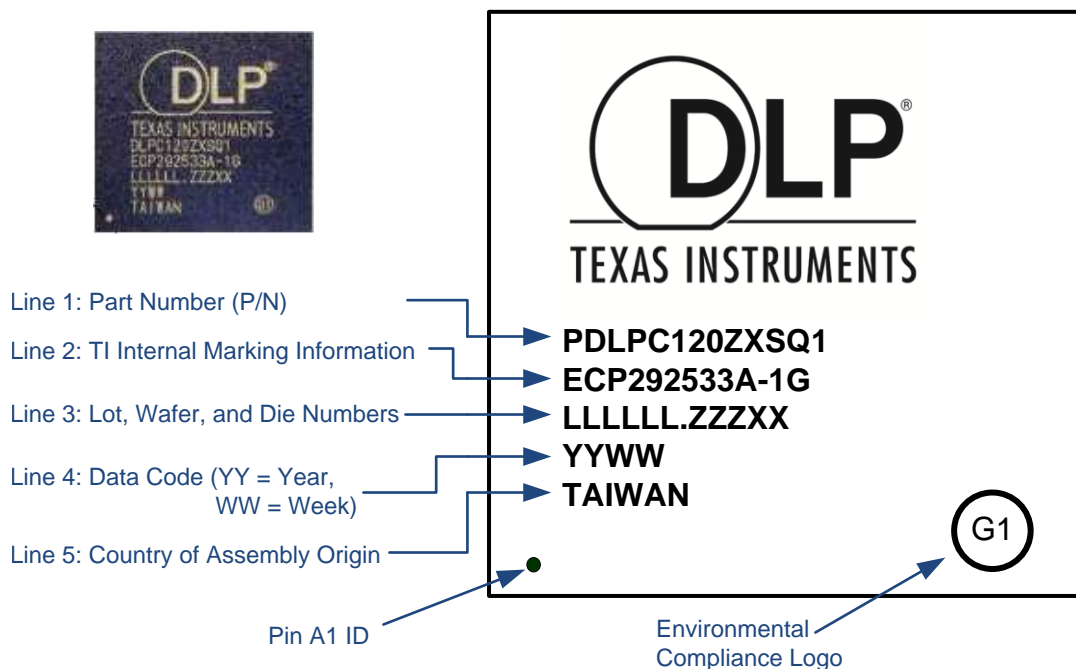 DLP®
TEXAS INSTRUMENTS
DLPC120ZXSQ1
ECP292533A-1G
LLLLLL.ZZZXX
YYWW
TAIWAN
G1
DLP®
TEXAS INSTRUMENTS
Line 1: Part Number (P/N)
PDLPC120ZXSQ1
Line 2: TI Internal Marking Information
ECP292533A-1G
Line 3: Lot, Wafer, and Die Numbers
LLLLLL.ZZZXX
Line 4: Data Code (YY = Year,
WW = Week)
YYWW
Line 5: Country of Assembly Origin
TAIWAN
G1
Pin A1 ID
Environmental
Compliance Logo